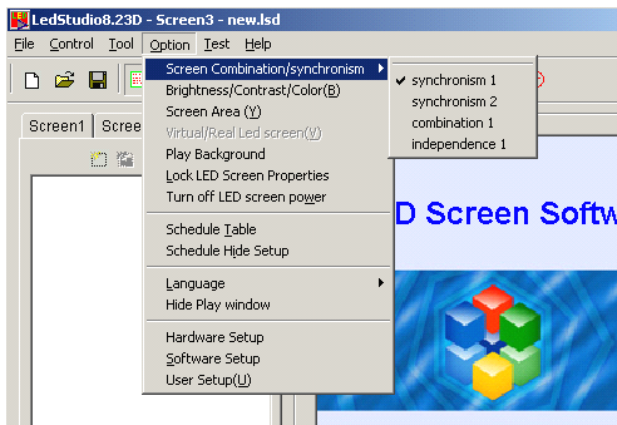 LedStudio8.23D - Screen3 - new.lsd
File Control Tool Option Test Help
Screen Combination/synchronism
Brightness/Contrast/Color(B)
Screen Area (Y)
Virtual/Real Led screen(V)
Play Background
Lock LED Screen Properties
Turn off LED screen power
Schedule Table
Schedule Hide Setup
Language
Hide Play window
Hardware Setup
Software Setup
User Setup(U)
synchronism 1
synchronism 2
combination 1
independence 1
Screen1 Scree
D Screen Softw